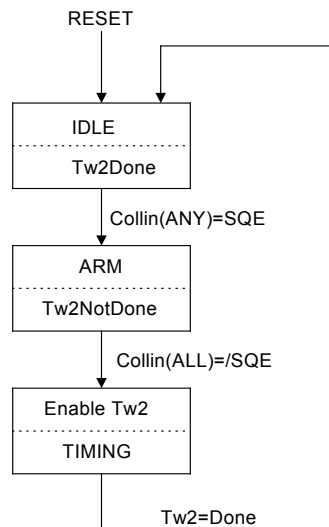 RESET
IDLE
Tw2Done
Collin(ANY)=SQE
ARM
Tw2NotDone
Collin(ALL)=/SQE
Enable Tw2
TIMING
Tw2=Done